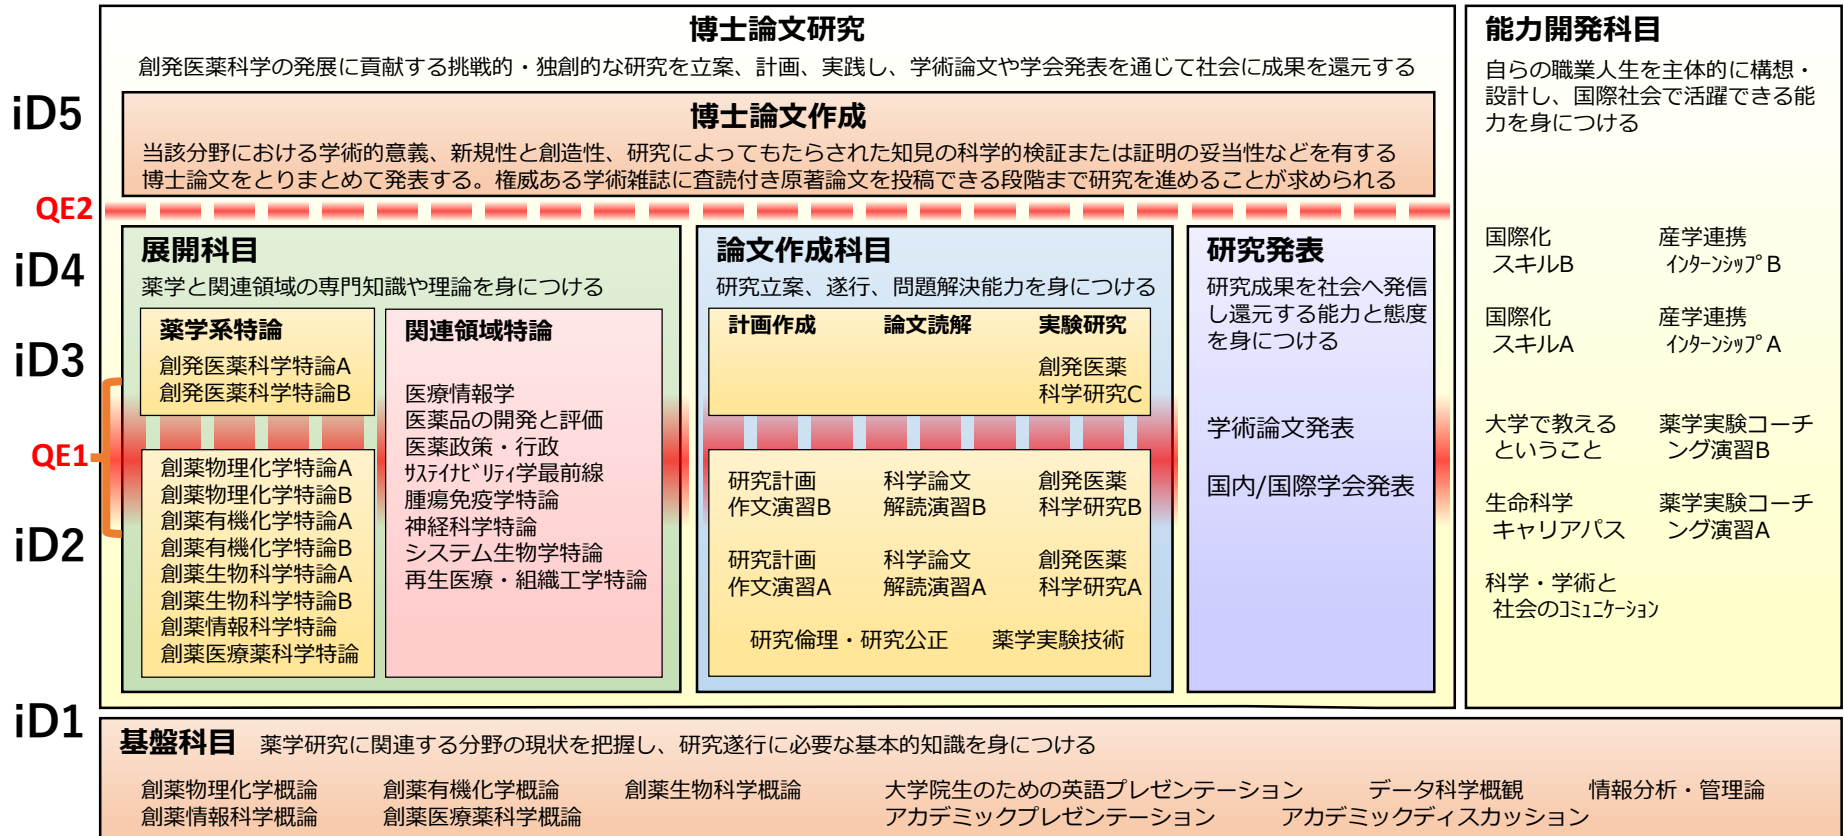 博士論文研究
創発医薬科学の発展に貢献する挑戦的・独創的な研究を立案、計画、実践し、学術論文や学会発表を通じて社会に成果を還元する
iD5
博士論文作成
当該分野における学術的意義、新規性と創造性、研究によってもたらされた知見の科学的検証または証明の妥当性などを有する
博士論文をとりまとめて発表する。権威ある学術雑誌に査読付き原著論文を投稿できる段階まで研究を進めることが求められる
QE2
iD4
iD3
QE1
iD2
iD1
展開科目
薬学と関連領域の専門知識や理論を身につける
薬学系特論
創発医薬科学特論A
創発医薬科学特論B
創薬物理化学特論A
創薬物理化学特論B
創薬有機化学特論A
創薬有機化学特論B
創薬生物科学特論A
創薬生物科学特論B
創薬情報科学特論
創薬医療薬科学特論
関連領域特論
医療情報学
医薬品の開発と評価
医薬政策・行政
ｻｽﾃｲﾅﾋﾞﾘﾃｨ学最前線
腫瘍免疫学特論
神経科学特論
システム生物学特論
再生医療・組織工学特論
論文作成科目
研究立案、遂行、問題解決能力を身につける
計画作成 論文読解 実験研究
創発医薬
科学研究C
研究計画 科学論文 創発医薬
作文演習B 解読演習B 科学研究B
研究計画 科学論文 創発医薬
作文演習A 解読演習A 科学研究A
研究倫理・研究公正 薬学実験技術
研究発表
研究成果を社会へ発信
し還元する能力と態度
を身につける
学術論文発表
国内/国際学会発表
能力開発科目
自らの職業人生を主体的に構想・
設計し、国際社会で活躍できる能
力を身につける
国際化 産学連携
スキルB ｲﾝﾀｰﾝｼｯﾌﾟB
国際化 産学連携
スキルA ｲﾝﾀｰﾝｼｯﾌﾟA
大学で教える 薬学実験コーチ
ということ ング演習B
生命科学 薬学実験コーチ
キャリアパス ング演習A
科学・学術と
社会のｺﾐｭﾆｹｰｼｮﾝ
基盤科目 薬学研究に関連する分野の現状を把握し、研究遂行に必要な基本的知識を身につける
創薬物理化学概論 創薬有機化学概論 創薬生物科学概論 大学院生のための英語プレゼンテーション データ科学概観 情報分析・管理論
創薬情報科学概論 創薬医療薬科学概論 アカデミックプレゼンテーション アカデミックディスカッション